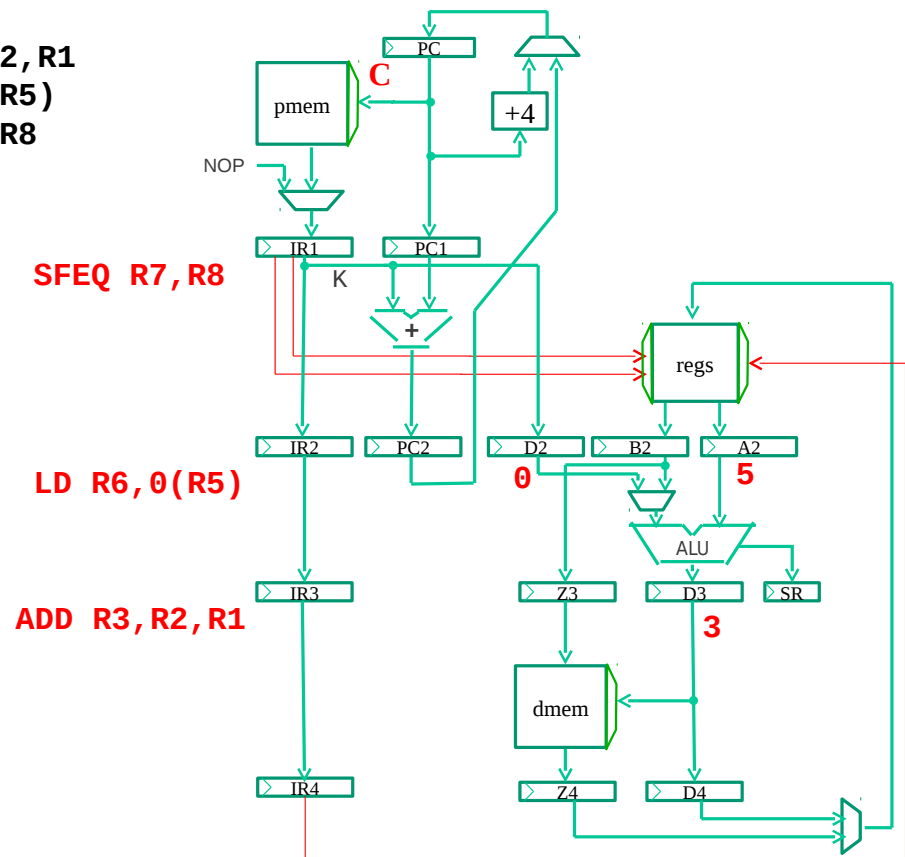 2,R1
R5)
R8
PC
C
pmem
+4
NOP
IR1
PC1
SFEQ R7,R8
K
+
regs
IR2
PC2
D2
B2
A2
LD R6,0(R5)
0
5
ALU
IR3
Z3
D3
SR
ADD R3,R2,R1
3
dmem
IR4
Z4
D4